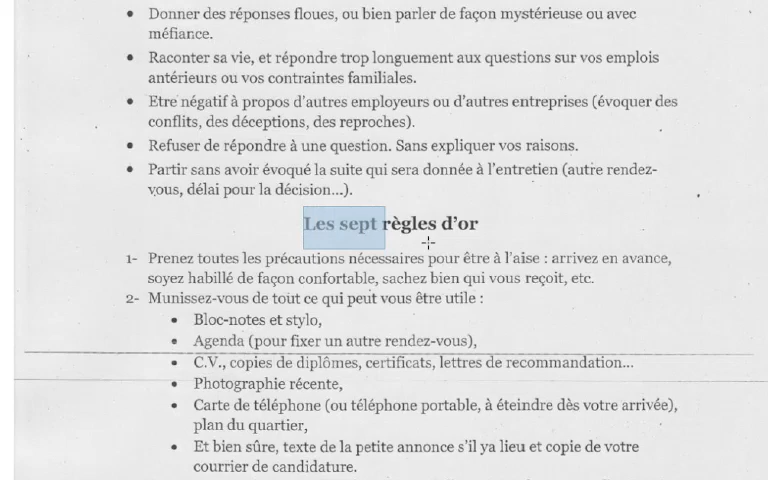 • Donner des réponses floues, ou bien parler de façon mystérieuse ou avec
méfiance.
• Raconter sa vie, et répondre trop longuement aux questions sur vos emplois
antérieurs ou vos contraintes familiales.
• Etre négatif à propos d'autres employeurs ou d'autres entreprises (évoquer des
conflits, des déceptions, des reproches).
• Refuser de répondre à une question. Sans expliquer vos raisons.
• Partir sans avoir évoqué la suite qui sera donnée à l'entretien (autre rendez-
vous, délai pour la décision...).
Les sept règles d'or
1- Prenez toutes les précautions nécessaires pour être à l'aise : arrivez en avance,
soyez habillé de façon confortable, sachez bien qui vous reçoit, etc.
2- Munissez-vous de tout ce qui peut vous être utile :
• Bloc-notes et stylo,
• Agenda (pour fixer un autre rendez-vous),
• C.V., copies de diplômes, certificats, lettres de recommandation...
• Photographie récente,
• Carte de téléphone (ou téléphone portable, à éteindre dès votre arrivée),
plan du quartier,
• Et bien sûre, texte de la petite annonce s'il ya lieu et copie de votre
courrier de candidature.